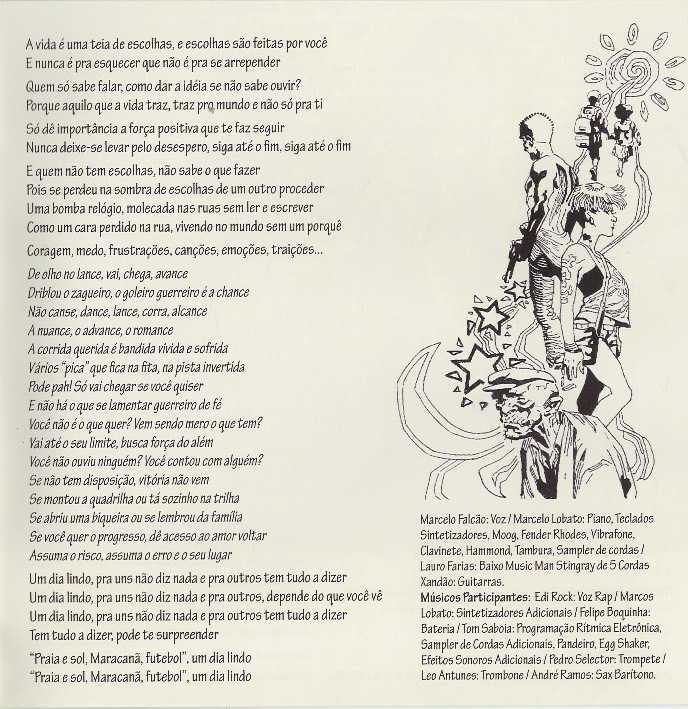 A vida é uma teia de escolhas, e escolhas são feitas por você
E nunca é pra esquecer que não é pra se arrepender
Quem só sabe falar, como dar a idéia se não sabe ouvir?
Porque aquilo que a vida traz, traz pro mundo e não só pra ti
Só dê importância a força positiva que te faz seguir
Nunca deixe-se levar pelo desespero, siga até o fim, siga até o fim
E quem não tem escolhas, não sabe o que fazer
Pois se perdeu na sombra de escolhas de um outro proceder
Uma bomba relógio, molecada nas ruas sem ler e escrever
Como um cara perdido na rua, vivendo no mundo sem um porquê
Coragem, medo, frustrações, canções, emoções, traições...
De olho no lance, vai, chega, avance
Driblou o zagueiro, o goleiro guerreiro é a chance
Não canse, dance, lance, corra, alcance
A nuance, o advance, o romance
A corrida querida é bandida vivida e sofrida
Vários "pica" que fica na fita, na pista invertida
Pode pah! Só vai chegar se você quiser
E não há o que se lamentar guerreiro de fé
Você não é o que quer? Vem sendo mero o que tem?
Vai até o seu limite, busca força do além
Você não ouviu ninguém? Você contou com alguém?
Se não tem disposição, vitória não vem
Se montou a quadrilha ou tá sozinho na trilha
Se abriu uma biqueira ou se lembrou da família
Se você quer o progresso, dê acesso ao amor voltar
Assuma o risco, assuma o erro e o seu lugar
Um dia lindo, pra uns não diz nada e pra outros tem tudo a dizer
Um dia lindo, pra uns não diz nada e pra outros, depende do que você vê
Um dia lindo, pra uns não diz nada e pra outros tem tudo a dizer
Tem tudo a dizer, pode te surpreender
"Praia e sol, Maracanã, futebol", um dia lindo
"Praia e sol, Maracanã, futebol", um dia lindo
Marcelo Falcão: Voz / Marcelo Lobato: Piano, Teclados
Sintetizadores, Moog, Fender Rhodes, Vibrafone,
Clavinete, Hammond, Tambura, Sampler de cordas /
Lauro Farias: Baixo Music Man Stingray de 5 Cordas
Xandão: Guitarras.
Músicos Participantes: Edi Rock: Voz Rap / Marcos
Lobato: Sintetizadores Adicionais / Felipe Boquinha:
Bateria / Tom Saboia: Programação Rítmica Eletrônica,
Sampler de Cordas Adicionais, Pandeiro, Egg Shaker,
Efeitos Sonoros Adicionais / Pedro Selector: Trompete /
Leo Antunes: Trombone / André Ramos: Sax Barítono.